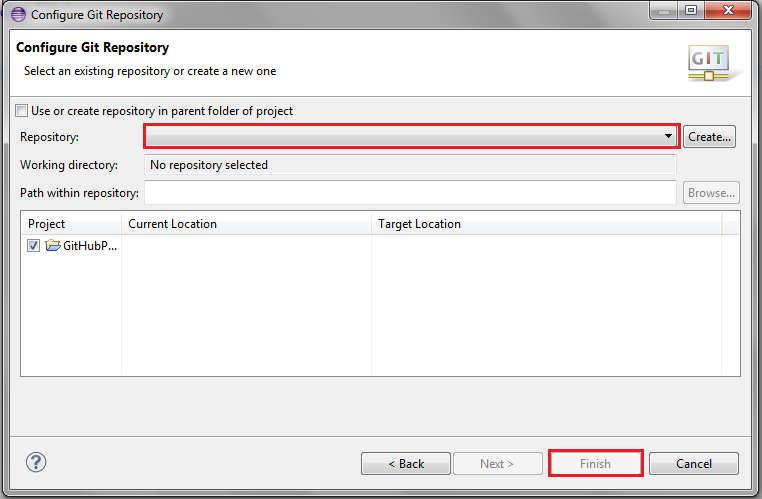 Configure Git Repository
Configure Git Repository
Select an existing repository or create a new one
GIT
Use or create repository in parent folder of project
Repository: Create...
Working directory: No repository selected
Path within repository: Browse...
Project Current Location Target Location
GitHubP...
? < Back Next > Finish Cancel